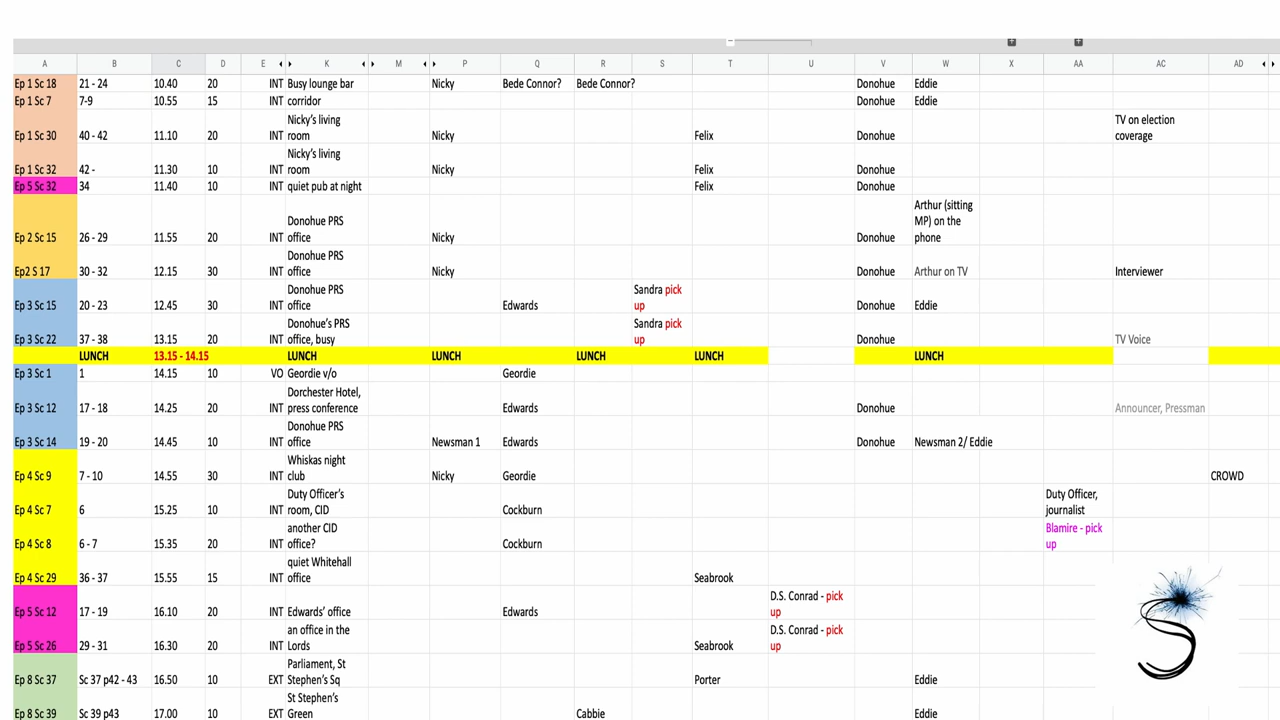 A B C D E K M P Q R S T U V W X AA AC AD
Ep 1 Sc 18 21 - 24 10.40 20 INT Busy lounge bar Nicky Bede Connor? Bede Connor? Donohue Eddie
Ep 1 Sc 7 7-9 10.55 15 INT corridor Donohue Eddie
Nicky's living TV on election
Ep 1 Sc 30 40 - 42 11.10 20 INT room Nicky Felix Donohue coverage
Nicky's living
Ep 1 Sc 32 42 - 11.30 10 INT room Nicky Felix Donohue
Ep 5 Sc 32 34 11.40 10 INT quiet pub at night Felix Donohue
Arthur (sitting
Donohue PRS MP) on the
Ep 2 Sc 15 26 - 29 11.55 20 INT office Nicky Donohue phone
Donohue PRS
Ep2 S 17 30 - 32 12.15 30 INT office Nicky Donohue Arthur on TV Interviewer
Donohue PRS Sandra pick
Ep 3 Sc 15 20 - 23 12.45 30 INT office Edwards up Donohue Eddie
Donohue's PRS Sandra pick
Ep 3 Sc 22 37 - 38 13.15 20 INT office, busy up Donohue TV Voice
LUNCH 13.15 - 14.15 LUNCH LUNCH LUNCH LUNCH LUNCH
Ep 3 Sc 1 1 14.15 10 VO Geordie v/o Geordie
Dorchester Hotel,
Ep 3 Sc 12 17 - 18 14.25 20 INT press conference Edwards Donohue Announcer, Pressman
Donohue PRS
Ep 3 Sc 14 19 - 20 14.45 10 INT office Newsman 1 Edwards Donohue Newsman 2/ Eddie
Whiskas night
Ep 4 Sc 9 7 - 10 14.55 30 INT club Nicky Geordie CROWD
Duty Officer's Duty Officer,
Ep 4 Sc 7 6 15.25 10 INT room, CID Cockburn journalist
another CID Blamire - pick
Ep 4 Sc 8 6 - 7 15.35 20 INT office? Cockburn up
quiet Whitehall
Ep 4 Sc 29 36 - 37 15.55 15 INT office Seabrook
D.S. Conrad - pick
Ep 5 Sc 12 17 - 19 16.10 20 INT Edwards' office Edwards up
an office in the D.S. Conrad - pick
Ep 5 Sc 26 29 - 31 16.30 20 INT Lords Seabrook up
Parliament, St
Ep 8 Sc 37 Sc 37 p42 - 43 16.50 10 EXT Stephen's Sq Porter Eddie
St Stephen's
Ep 8 Sc 39 Sc 39 p43 17.00 10 EXT Green Cabbie Eddie
S